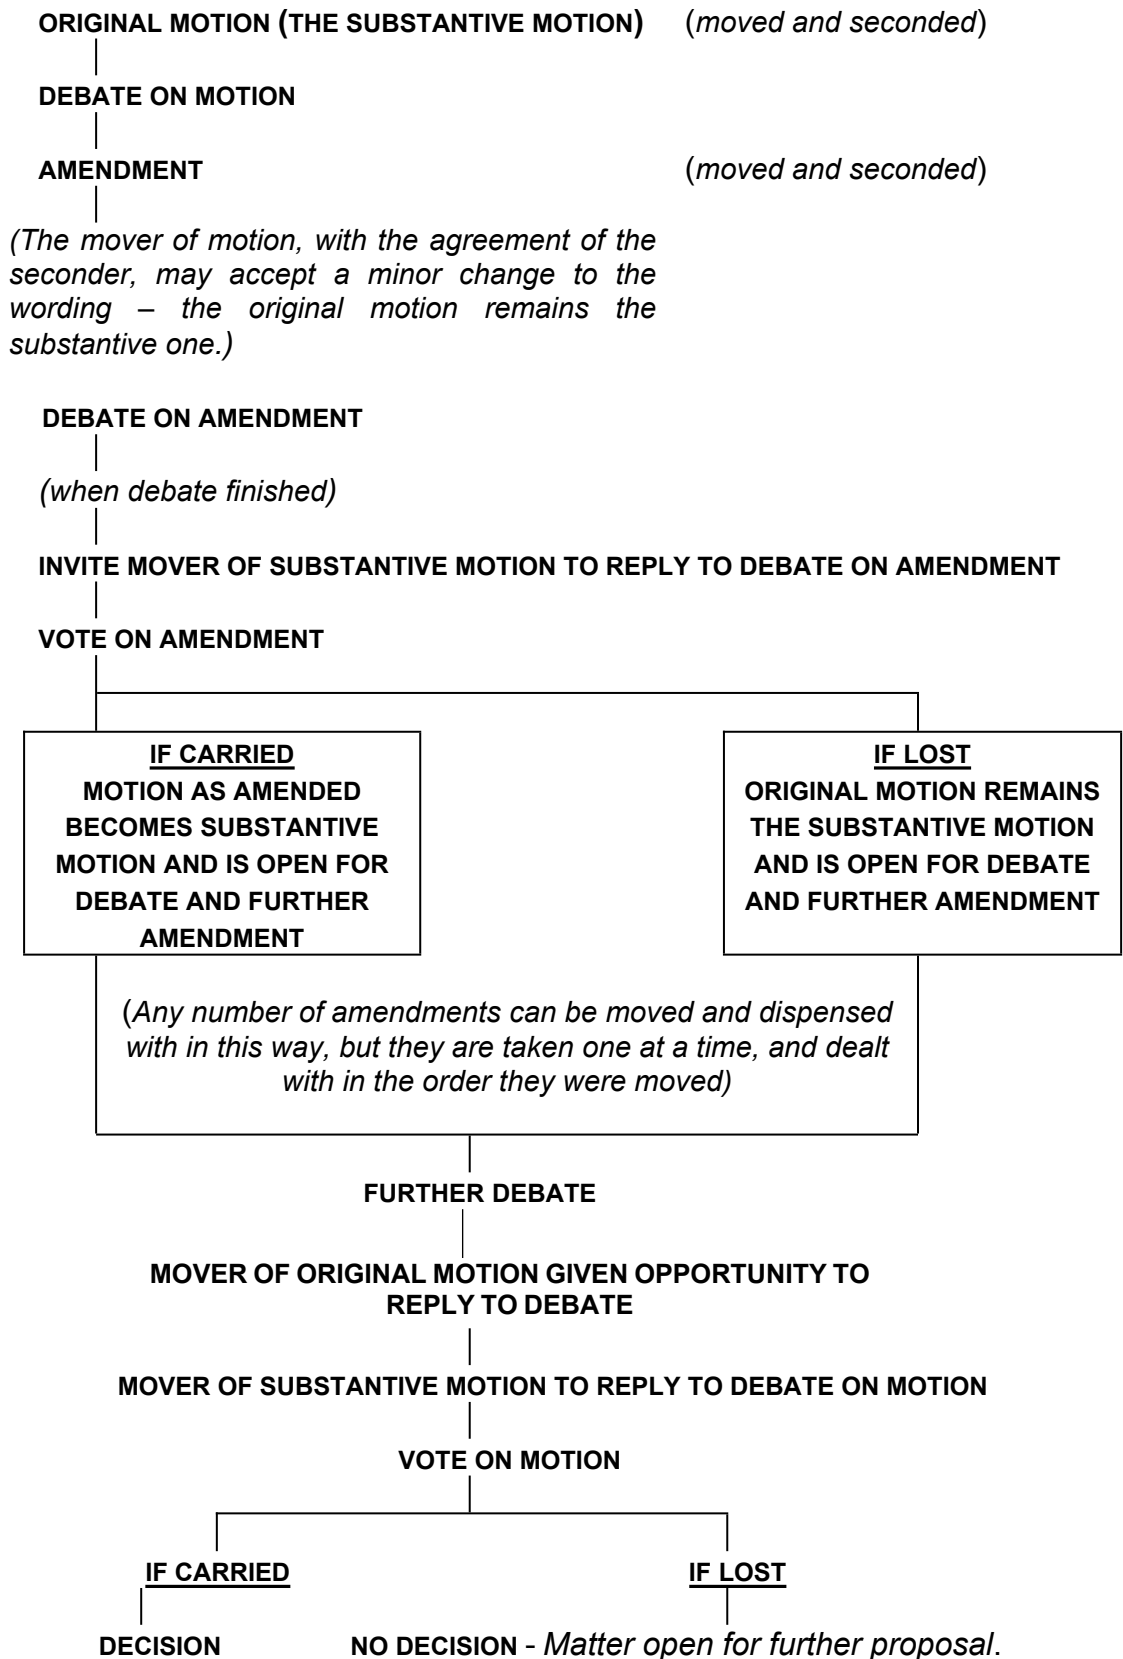 ORIGINAL MOTION (THE SUBSTANTIVE MOTION) (moved and seconded)
DEBATE ON MOTION
AMENDMENT (moved and seconded)
(The mover of motion, with the agreement of the
seconder, may accept a minor change to the
wording – the original motion remains the
substantive one.)
DEBATE ON AMENDMENT
(when debate finished)
INVITE MOVER OF SUBSTANTIVE MOTION TO REPLY TO DEBATE ON AMENDMENT
VOTE ON AMENDMENT
IF CARRIED
MOTION AS AMENDED
BECOMES SUBSTANTIVE
MOTION AND IS OPEN FOR
DEBATE AND FURTHER
AMENDMENT
IF LOST
ORIGINAL MOTION REMAINS
THE SUBSTANTIVE MOTION
AND IS OPEN FOR DEBATE
AND FURTHER AMENDMENT
(Any number of amendments can be moved and dispensed
with in this way, but they are taken one at a time, and dealt
with in the order they were moved)
FURTHER DEBATE
MOVER OF ORIGINAL MOTION GIVEN OPPORTUNITY TO
REPLY TO DEBATE
MOVER OF SUBSTANTIVE MOTION TO REPLY TO DEBATE ON MOTION
VOTE ON MOTION
IF CARRIED IF LOST
DECISION NO DECISION - Matter open for further proposal.